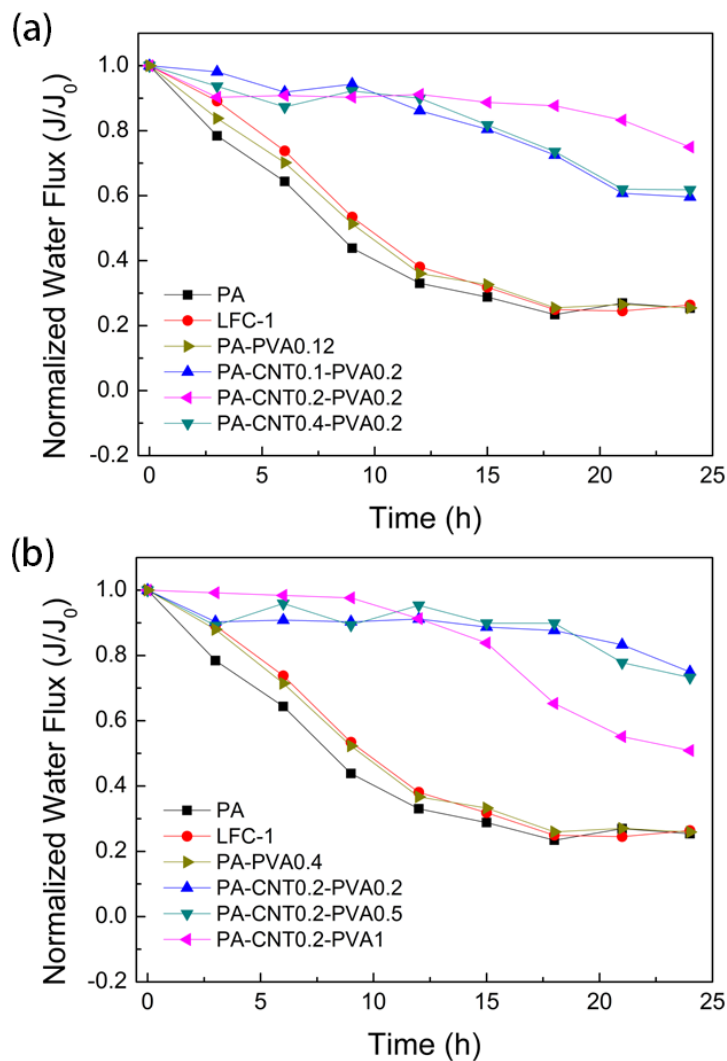 (a)
Normalized Water Flux (J/J0)
1.0
0.8
0.6
0.4
0.2
0.0
-0.2
PA
LFC-1
PA-PVA0.12
PA-CNT0.1-PVA0.2
PA-CNT0.2-PVA0.2
PA-CNT0.4-PVA0.2
0 5 10 15 20 25
Time (h)
(b)
Normalized Water Flux (J/J0)
1.0
0.8
0.6
0.4
0.2
0.0
-0.2
PA
LFC-1
PA-PVA0.4
PA-CNT0.2-PVA0.2
PA-CNT0.2-PVA0.5
PA-CNT0.2-PVA1
0 5 10 15 20 25
Time (h)